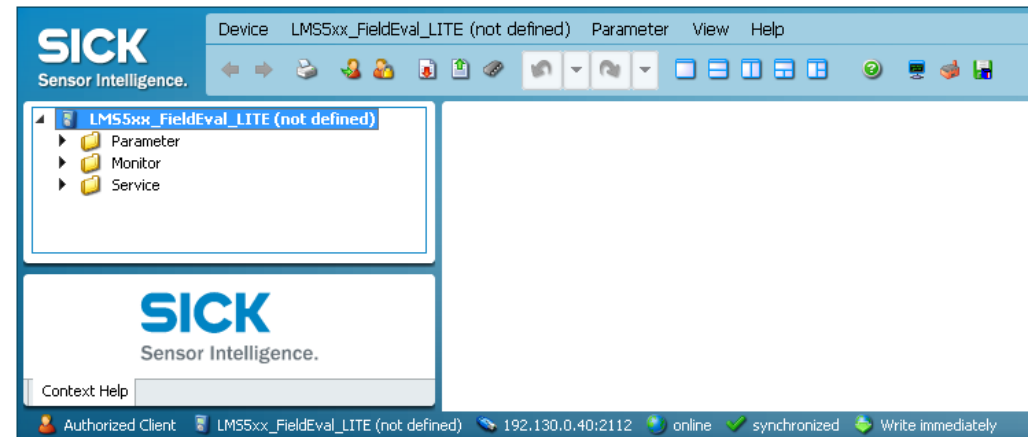 SICK
Sensor Intelligence.
Device LMS5xx_FieldEval_LITE (not defined) Parameter View Help
LMS5xx_FieldEval_LITE (not defined)
Parameter
Monitor
Service
SICK
Sensor Intelligence.
Context Help
Authorized Client LMS5xx_FieldEval_LITE (not defined) 192.130.0.40:2112 online synchronized Write immediately